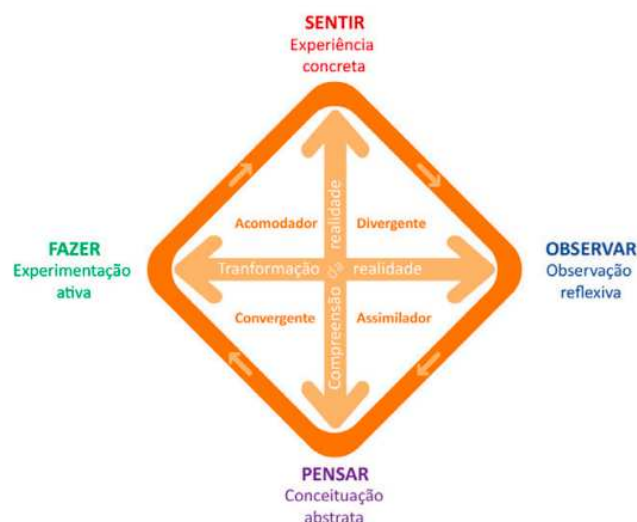 SENTIR
Experiência
concreta
Acomodador
Divergente
FAZER
Experimentação
ativa
Tranformação da realidade
Compreensão da realidade
OBSERVAR
Observação
reflexiva
Convergente
Assimilador
PENSAR
Conceituação
abstrata